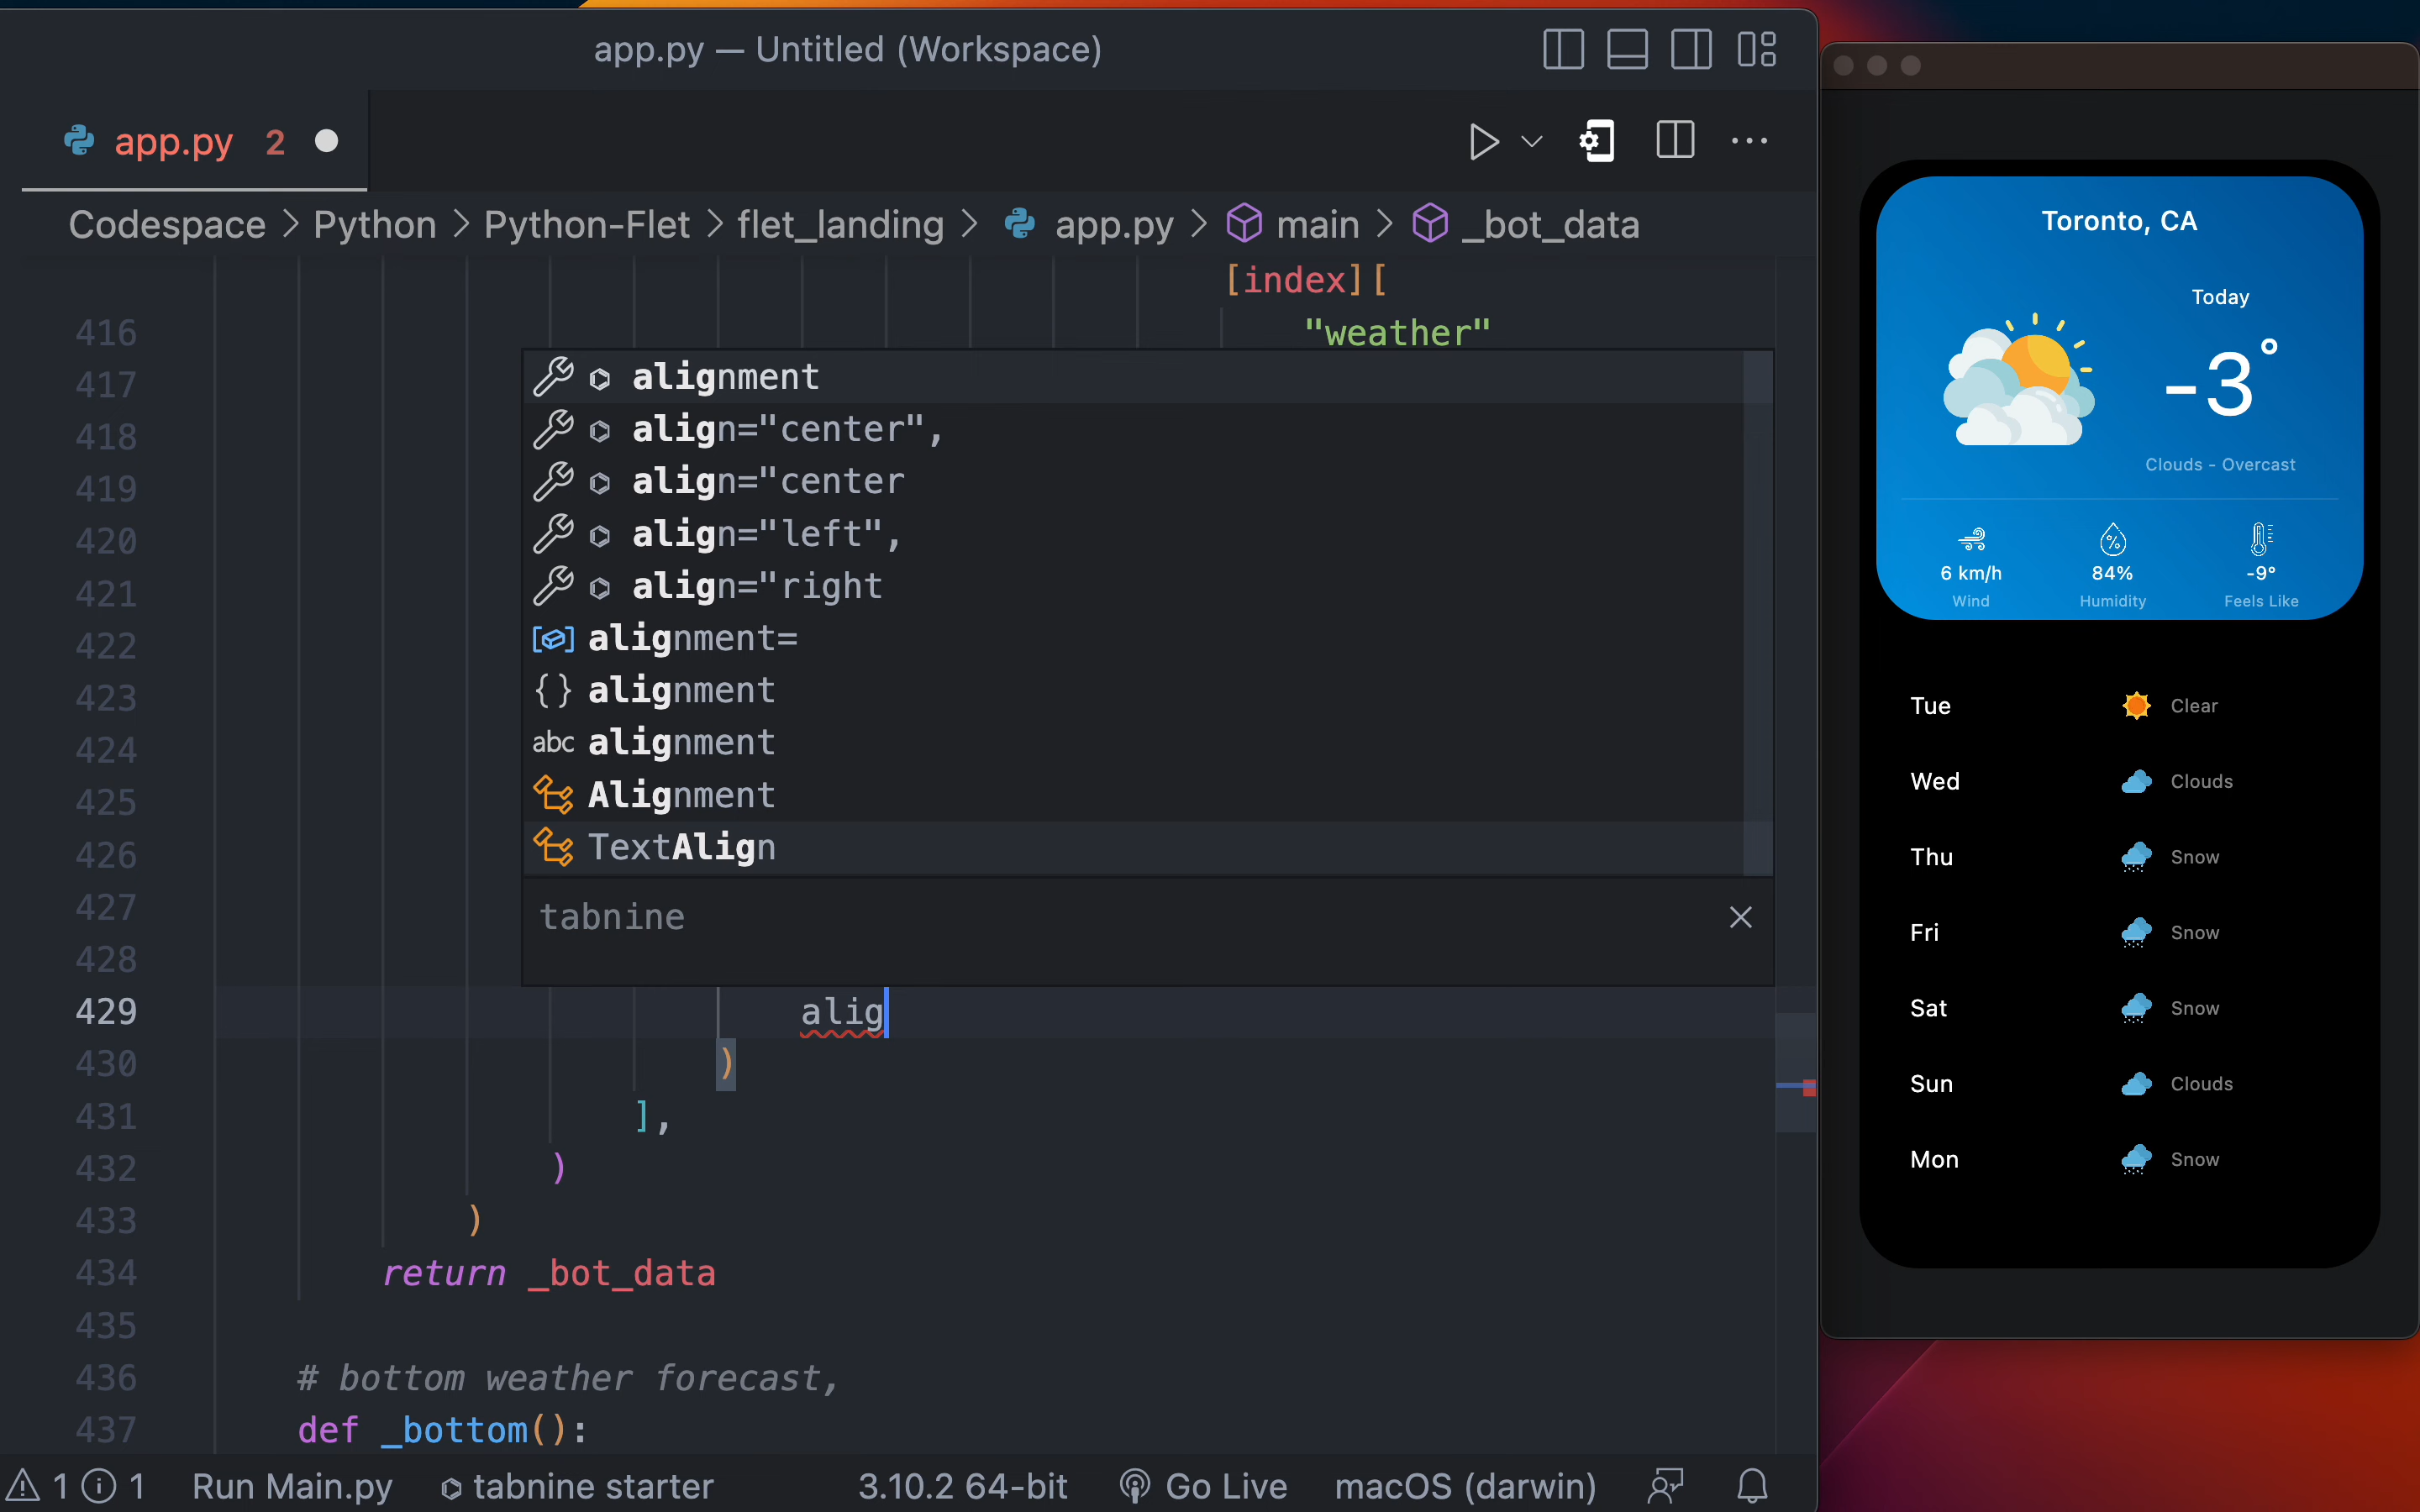 app.py — Untitled (Workspace)
app.py 2
Codespace > Python > Python-Flet > flet_landing > app.py > main > _bot_data
[index][
416 "weather"
417
418
419
420
421
422
423
424
425
426
427
428
alignment
align="center",
align="center
align="left",
align="right
alignment=
alignment
abc alignment
Alignment
TextAlign
tabnine
429 alig
430 )
431 ],
432 )
433 )
434 return _bot_data
435
436 # bottom weather forecast,
437 def _bottom():
1 1 Run Main.py tabnine starter 3.10.2 64-bit Go Live macOS (darwin)
Toronto, CA
Today
-3°
Clouds - Overcast
6 km/h 84% -9°
Wind Humidity Feels Like
Tue Clear
Wed Clouds
Thu Snow
Fri Snow
Sat Snow
Sun Clouds
Mon Snow